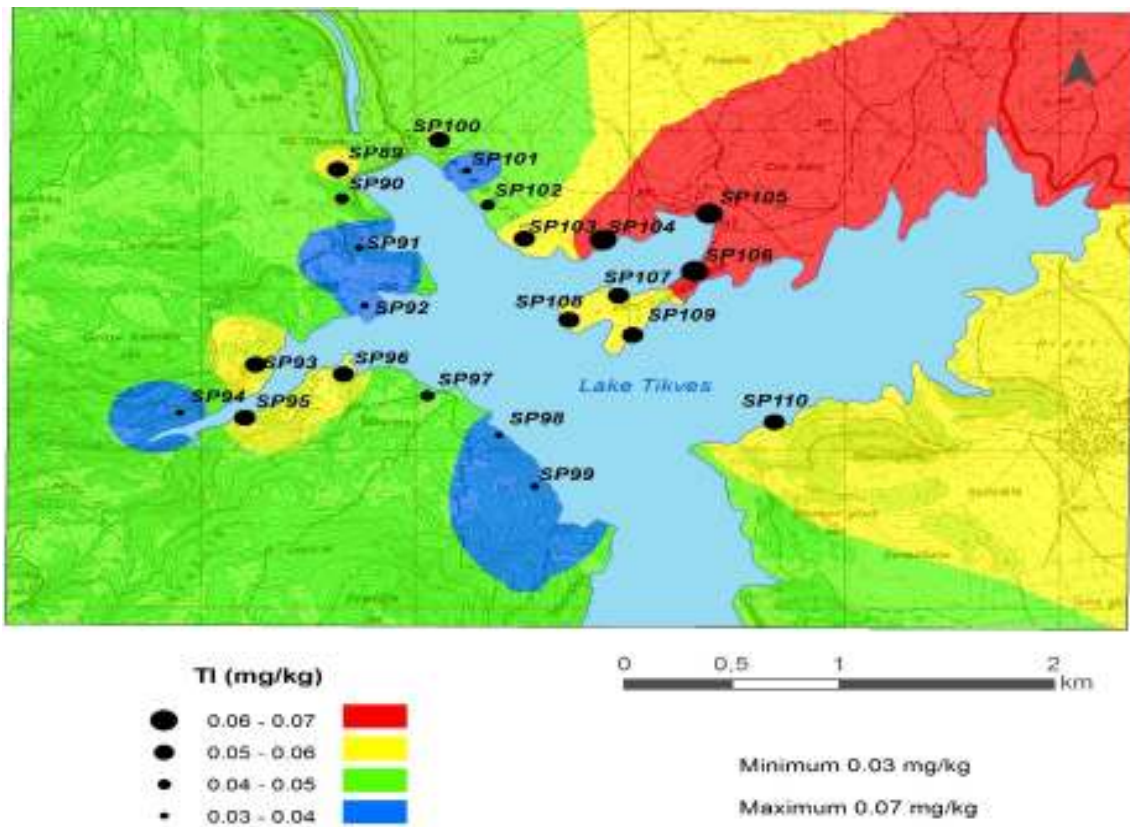 SP100
SP89
SP101
SP90
SP102
SP105
SP103
SP104
SP91
SP106
SP107
SP92
SP108
SP109
SP93
SP96
Lake Tikves
SP97
SP94
SP95
SP110
SP98
SP99
Tl (mg/kg)
0.06 - 0.07
0.05 - 0.06
0.04 - 0.05
0.03 - 0.04
0 0,5 1 2
km
Minimum 0.03 mg/kg
Maximum 0.07 mg/kg